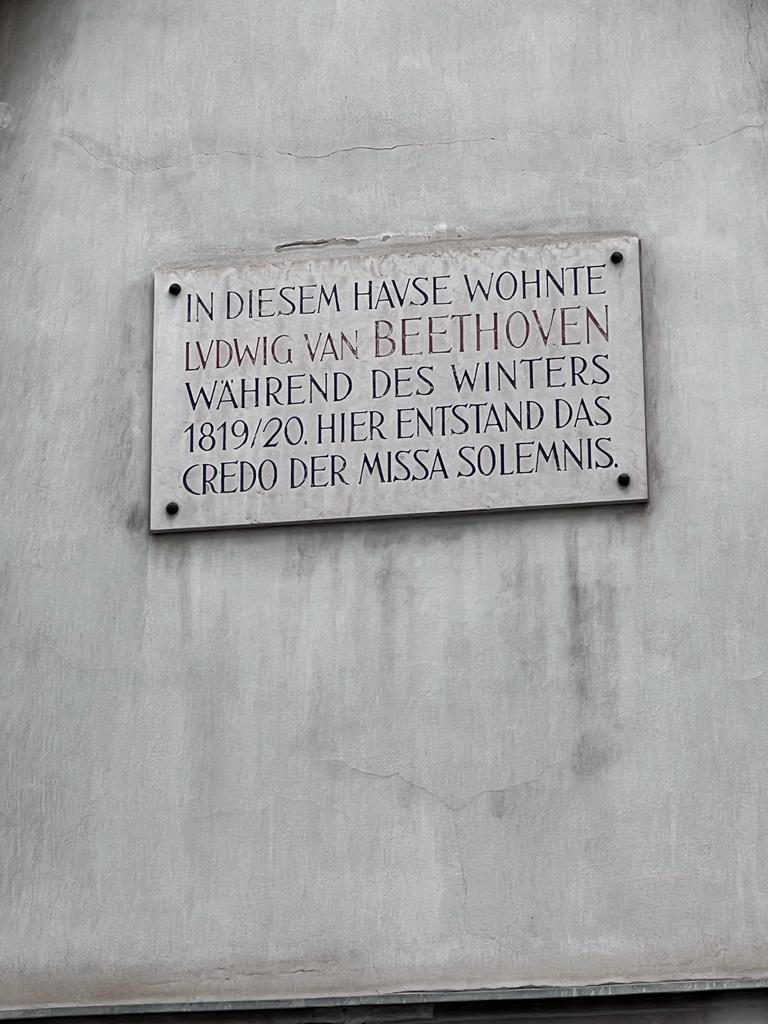 IN DIESEM HAVSE WOHNTE
LVDWIG VAN BEETHOVEN
WÄHREND DES WINTERS
1819/20. HIER ENTSTAND DAS
CREDO DER MISSA SOLEMNIS.